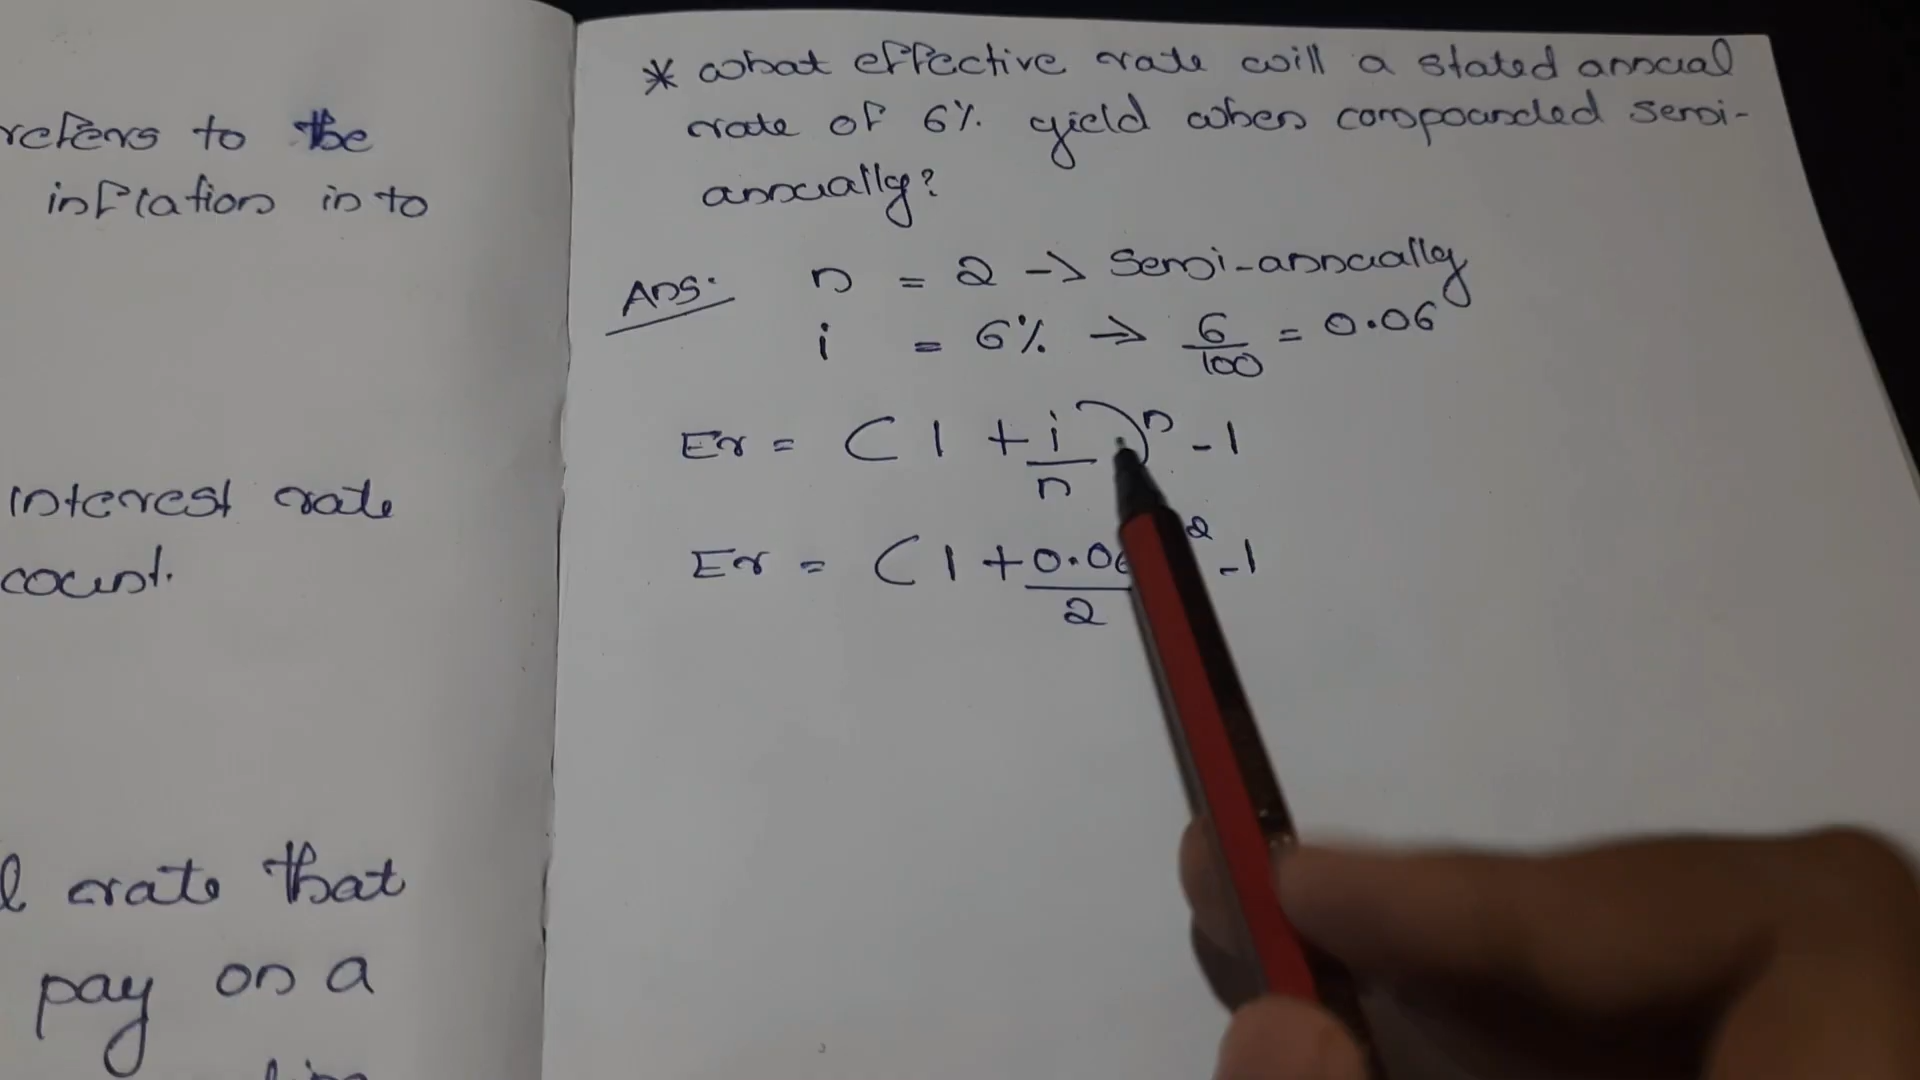 refers to the
inflation in to
interest rate
count.
rate that
pay on a
* what effective rate will a stated annual
rate of 6% yield when compounded semi-
annually?
Ans: n = 2 -> Semi-annually
i = 6% → 6/100 = 0.06
Er = (1 + i/n)^n - 1
Er = (1 + 0.06/2 ^2 - 1